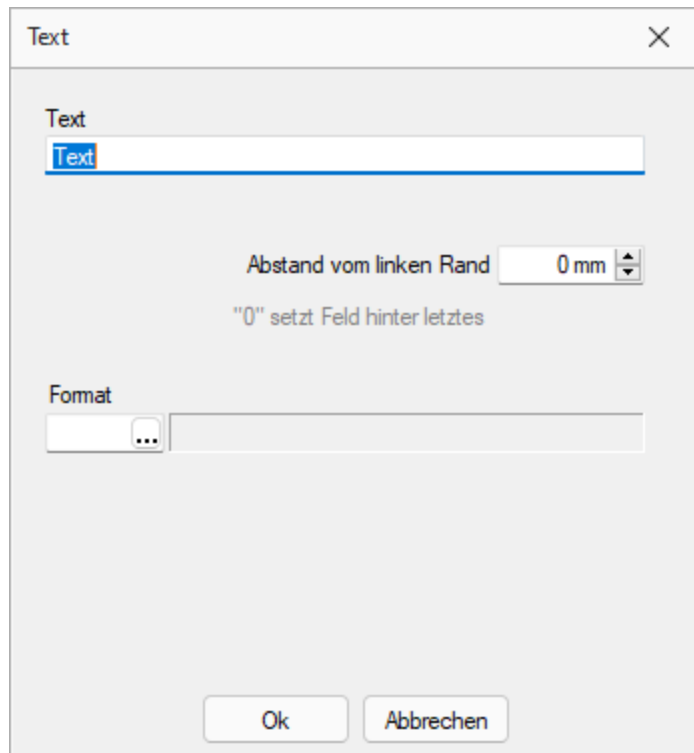 Text
Text
Text
Abstand vom linken Rand 0 mm
"0" setzt Feld hinter letztes
Format
...
Ok Abbrechen